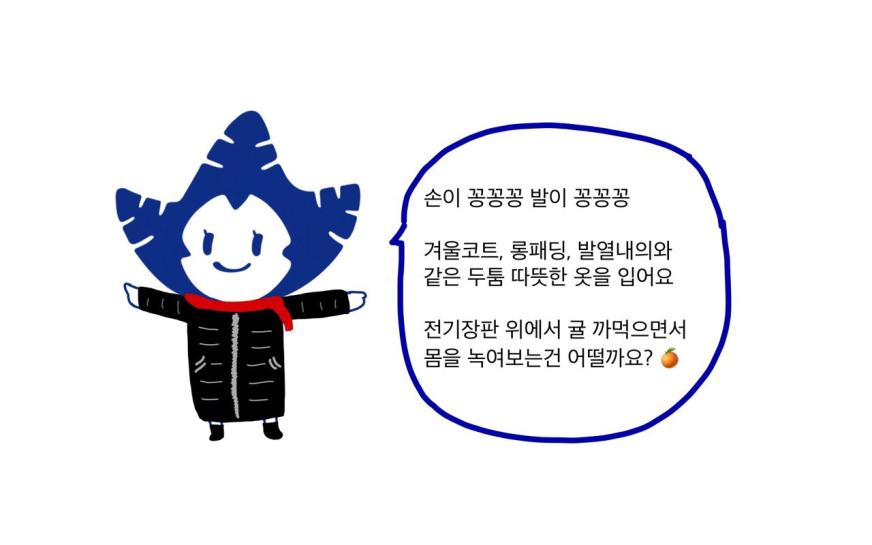 손이 꽁꽁꽁 발이 꽁꽁꽁
겨울코트, 롱패딩, 발열내의와
같은 두툼 따뜻한 옷을 입어요
전기장판 위에서 귤 까먹으면서
몸을 녹여보는건 어떨까요? 🍊